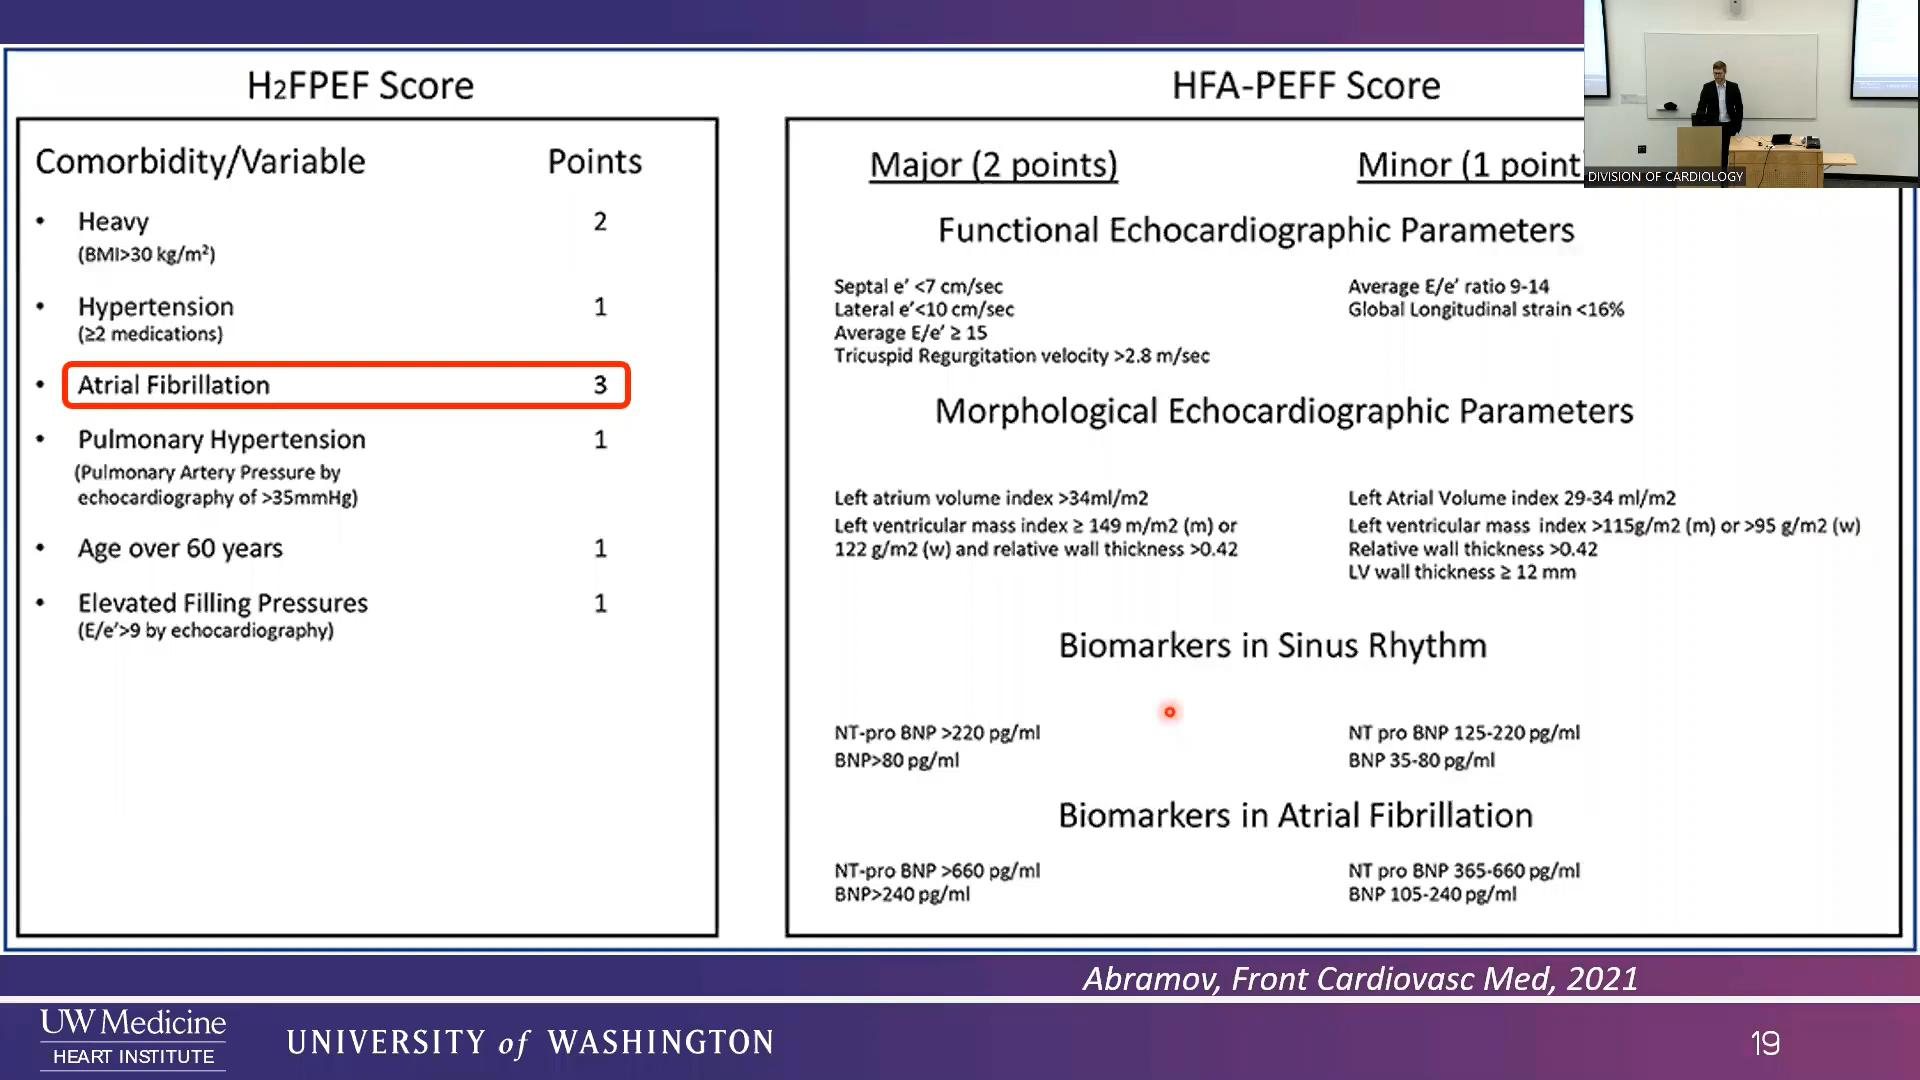 H2FPEF Score
Comorbidity/Variable Points
• Heavy 2
(BMI>30 kg/m²)
• Hypertension 1
(≥2 medications)
• Atrial Fibrillation 3
• Pulmonary Hypertension 1
(Pulmonary Artery Pressure by
echocardiography of >35mmHg)
• Age over 60 years 1
• Elevated Filling Pressures 1
(E/e’>9 by echocardiography)
HFA-PEFF Score
Major (2 points) Minor (1 point
Functional Echocardiographic Parameters
Septal e’ <7 cm/sec Average E/e’ ratio 9-14
Lateral e’<10 cm/sec Global Longitudinal strain <16%
Average E/e’ ≥ 15
Tricuspid Regurgitation velocity >2.8 m/sec
Morphological Echocardiographic Parameters
Left atrium volume index >34ml/m2 Left Atrial Volume index 29-34 ml/m2
Left ventricular mass index ≥ 149 m/m2 (m) or Left ventricular mass index >115g/m2 (m) or >95 g/m2 (w)
122 g/m2 (w) and relative wall thickness >0.42 Relative wall thickness >0.42
LV wall thickness ≥ 12 mm
Biomarkers in Sinus Rhythm
NT-pro BNP >220 pg/ml NT pro BNP 125-220 pg/ml
BNP>80 pg/ml BNP 35-80 pg/ml
Biomarkers in Atrial Fibrillation
NT-pro BNP >660 pg/ml NT pro BNP 365-660 pg/ml
BNP>240 pg/ml BNP 105-240 pg/ml
DIVISION OF CARDIOLOGY
Abramov, Front Cardiovasc Med, 2021
UW Medicine
HEART INSTITUTE
UNIVERSITY of WASHINGTON
19